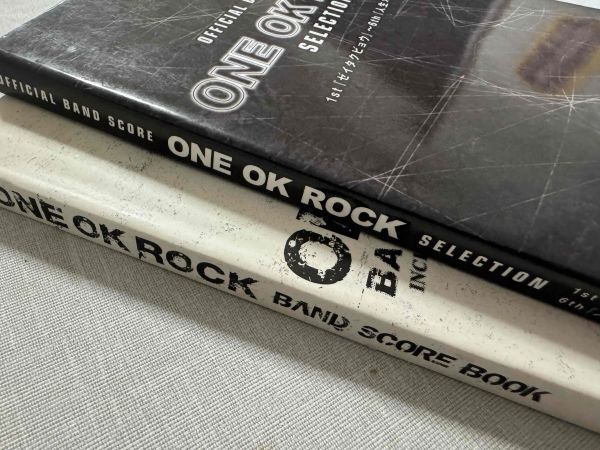 OFFICIAL B
ONE OK
SELECTION
1st「ゼイタクビョウ」~6th「人生
OFFICIAL BAND SCORE ONE OK ROCK SELECTION 1st
6th「
O
BA
INCL
ONE OK ROCK BAND SCORE BOOK